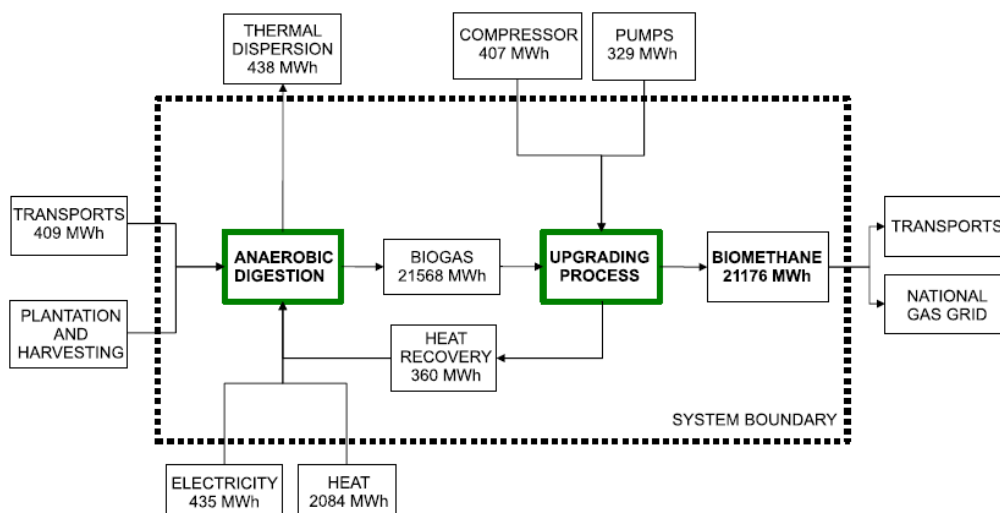 THERMAL
DISPERSION
438 MWh
COMPRESSOR
407 MWh
PUMPS
329 MWh
TRANSPORTS
409 MWh
ANAEROBIC
DIGESTION
BIOGAS
21568 MWh
UPGRADING
PROCESS
BIOMETHANE
21176 MWh
TRANSPORTS
PLANTATION
AND
HARVESTING
HEAT
RECOVERY
360 MWh
NATIONAL
GAS GRID
SYSTEM BOUNDARY
ELECTRICITY
435 MWh
HEAT
2084 MWh